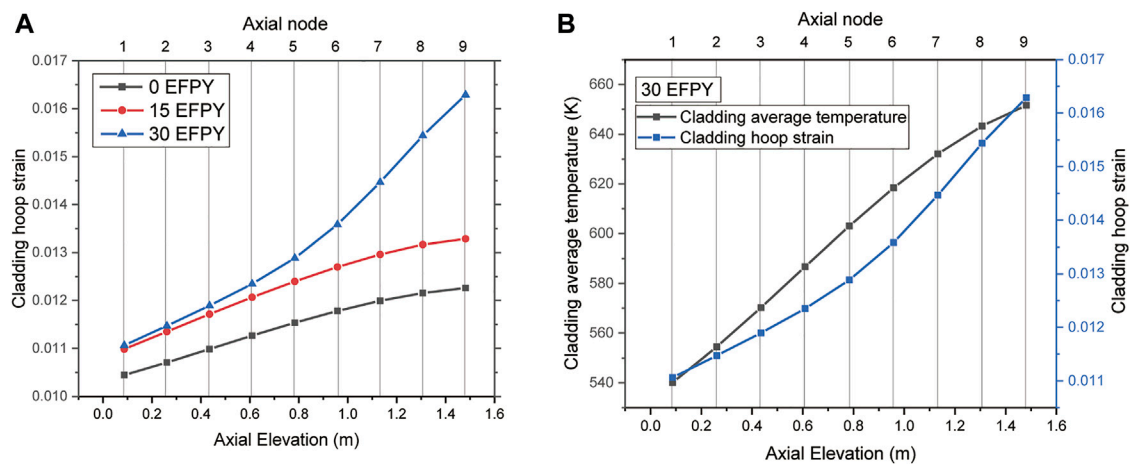 A
Axial node
1 2 3 4 5 6 7 8 9
0.017
0.016
0.015
0.014
0.013
0.012
0.011
0.010
Cladding hoop strain
0 EFPY
15 EFPY
30 EFPY
0.0 0.2 0.4 0.6 0.8 1.0 1.2 1.4 1.6
Axial Elevation (m)
B
Axial node
1 2 3 4 5 6 7 8 9
660
640
620
600
580
560
540
Cladding average temperature (K)
30 EFPY
Cladding average temperature
Cladding hoop strain
0.017
0.016
0.015
0.014
0.013
0.012
0.011
Cladding hoop strain
0.0 0.2 0.4 0.6 0.8 1.0 1.2 1.4 1.6
Axial Elevation (m)